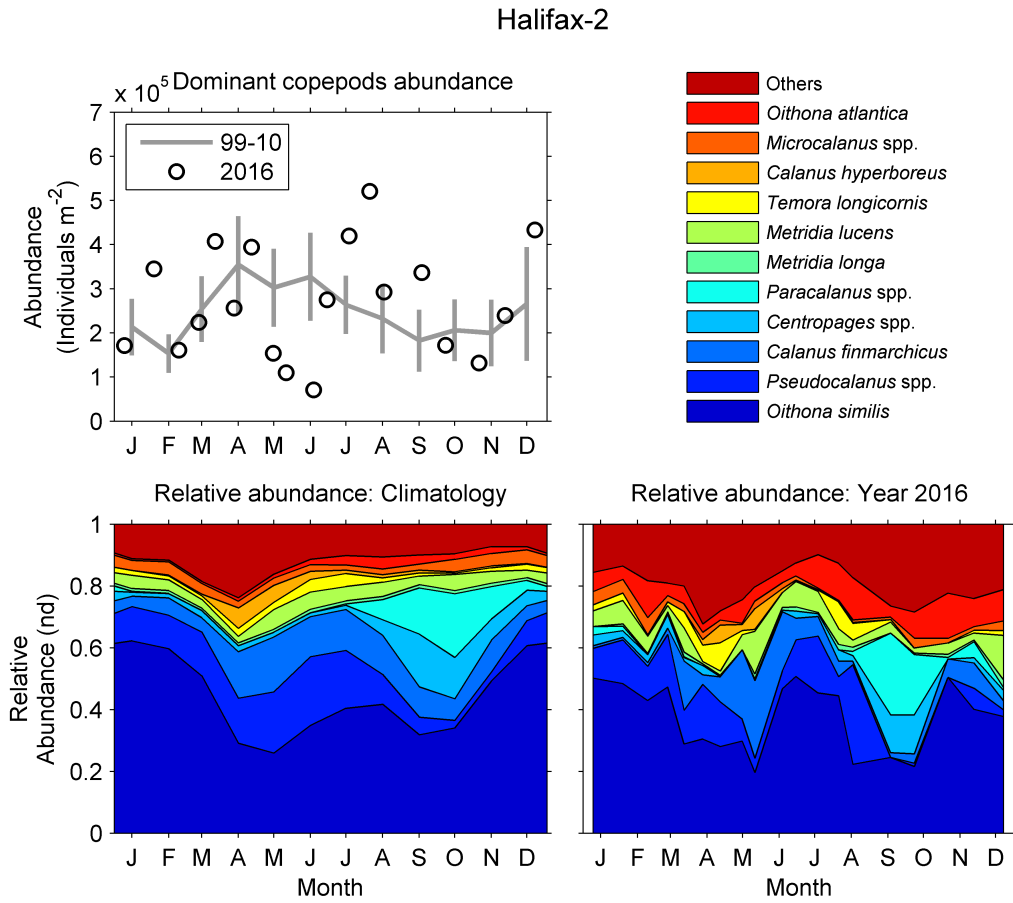 Halifax-2
x 10^5 Dominant copepods abundance
7
6
5
4
3
2
1
0
Abundance
(Individuals m^-2)
99-10
2016
J F M A M J J A S O N D
Others
Oithona atlantica
Microcalanus spp.
Calanus hyperboreus
Temora longicornis
Metridia lucens
Metridia longa
Paracalanus spp.
Centropages spp.
Calanus finmarchicus
Pseudocalanus spp.
Oithona similis
Relative abundance: Climatology
1
0.8
0.6
0.4
0.2
0
Relative
Abundance (nd)
J F M A M J J A S O N D
Month
Relative abundance: Year 2016
J F M A M J J A S O N D
Month